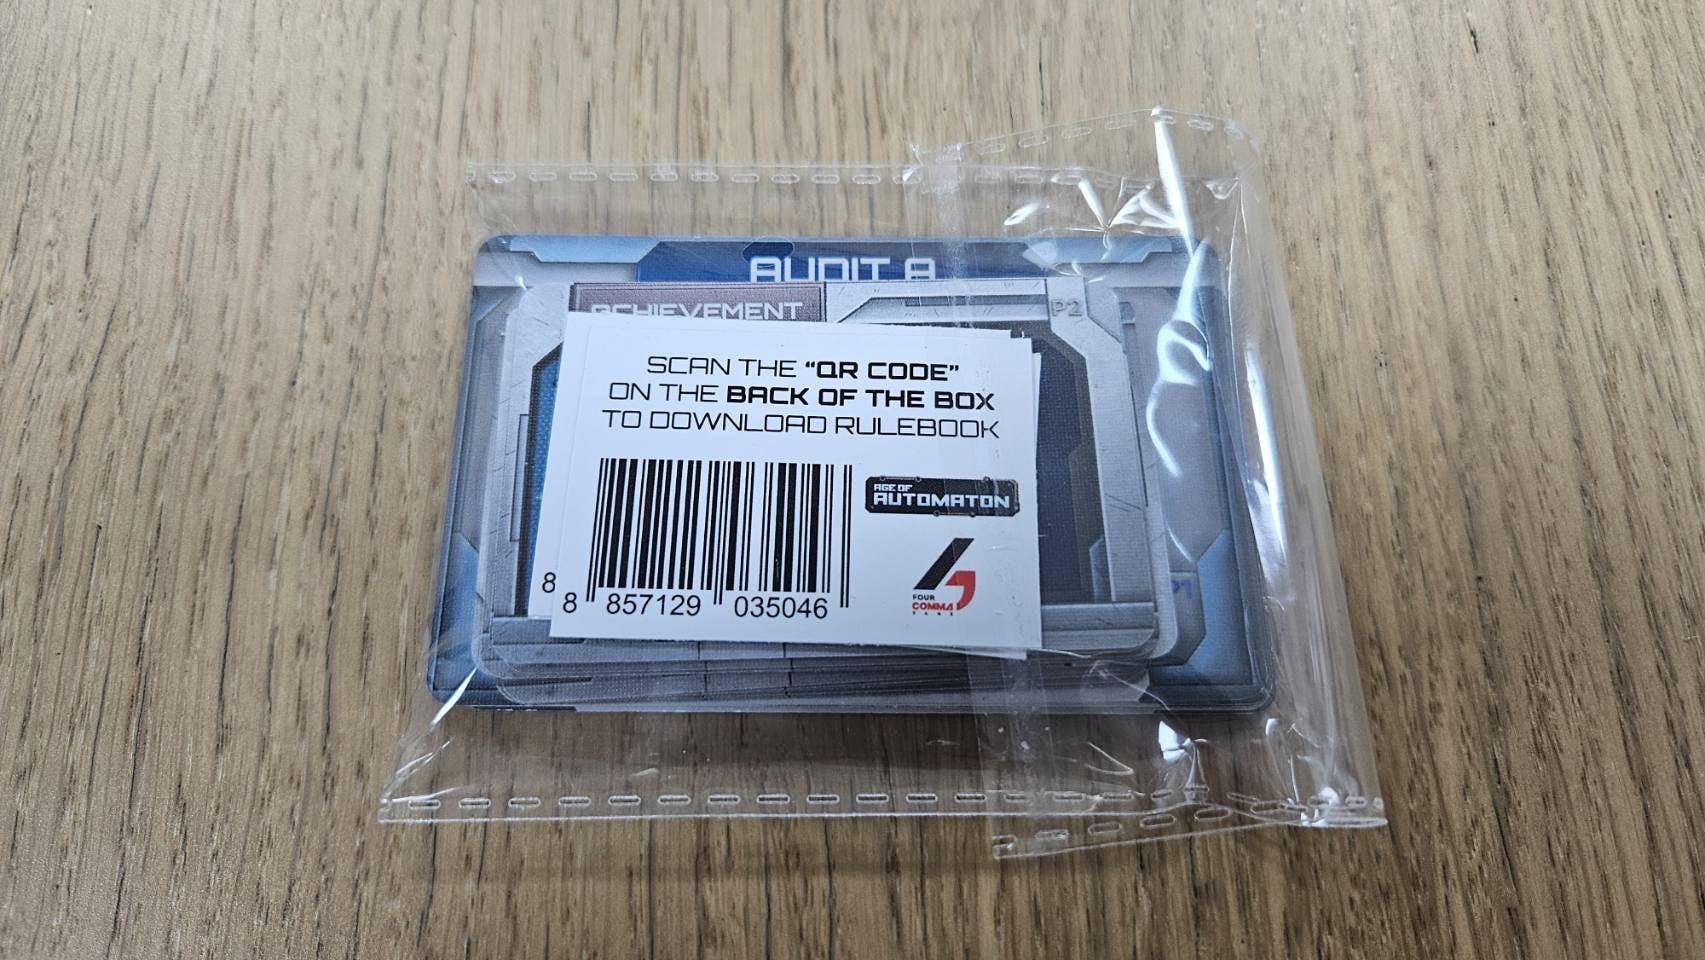 AUDIT A
ACHIEVEMENT
P2
SCAN THE “QR CODE”
ON THE BACK OF THE BOX
TO DOWNLOAD RULEBOOK
AGE OF
AUTOMATON
8
8 857129 035046
FOUR
COMMA